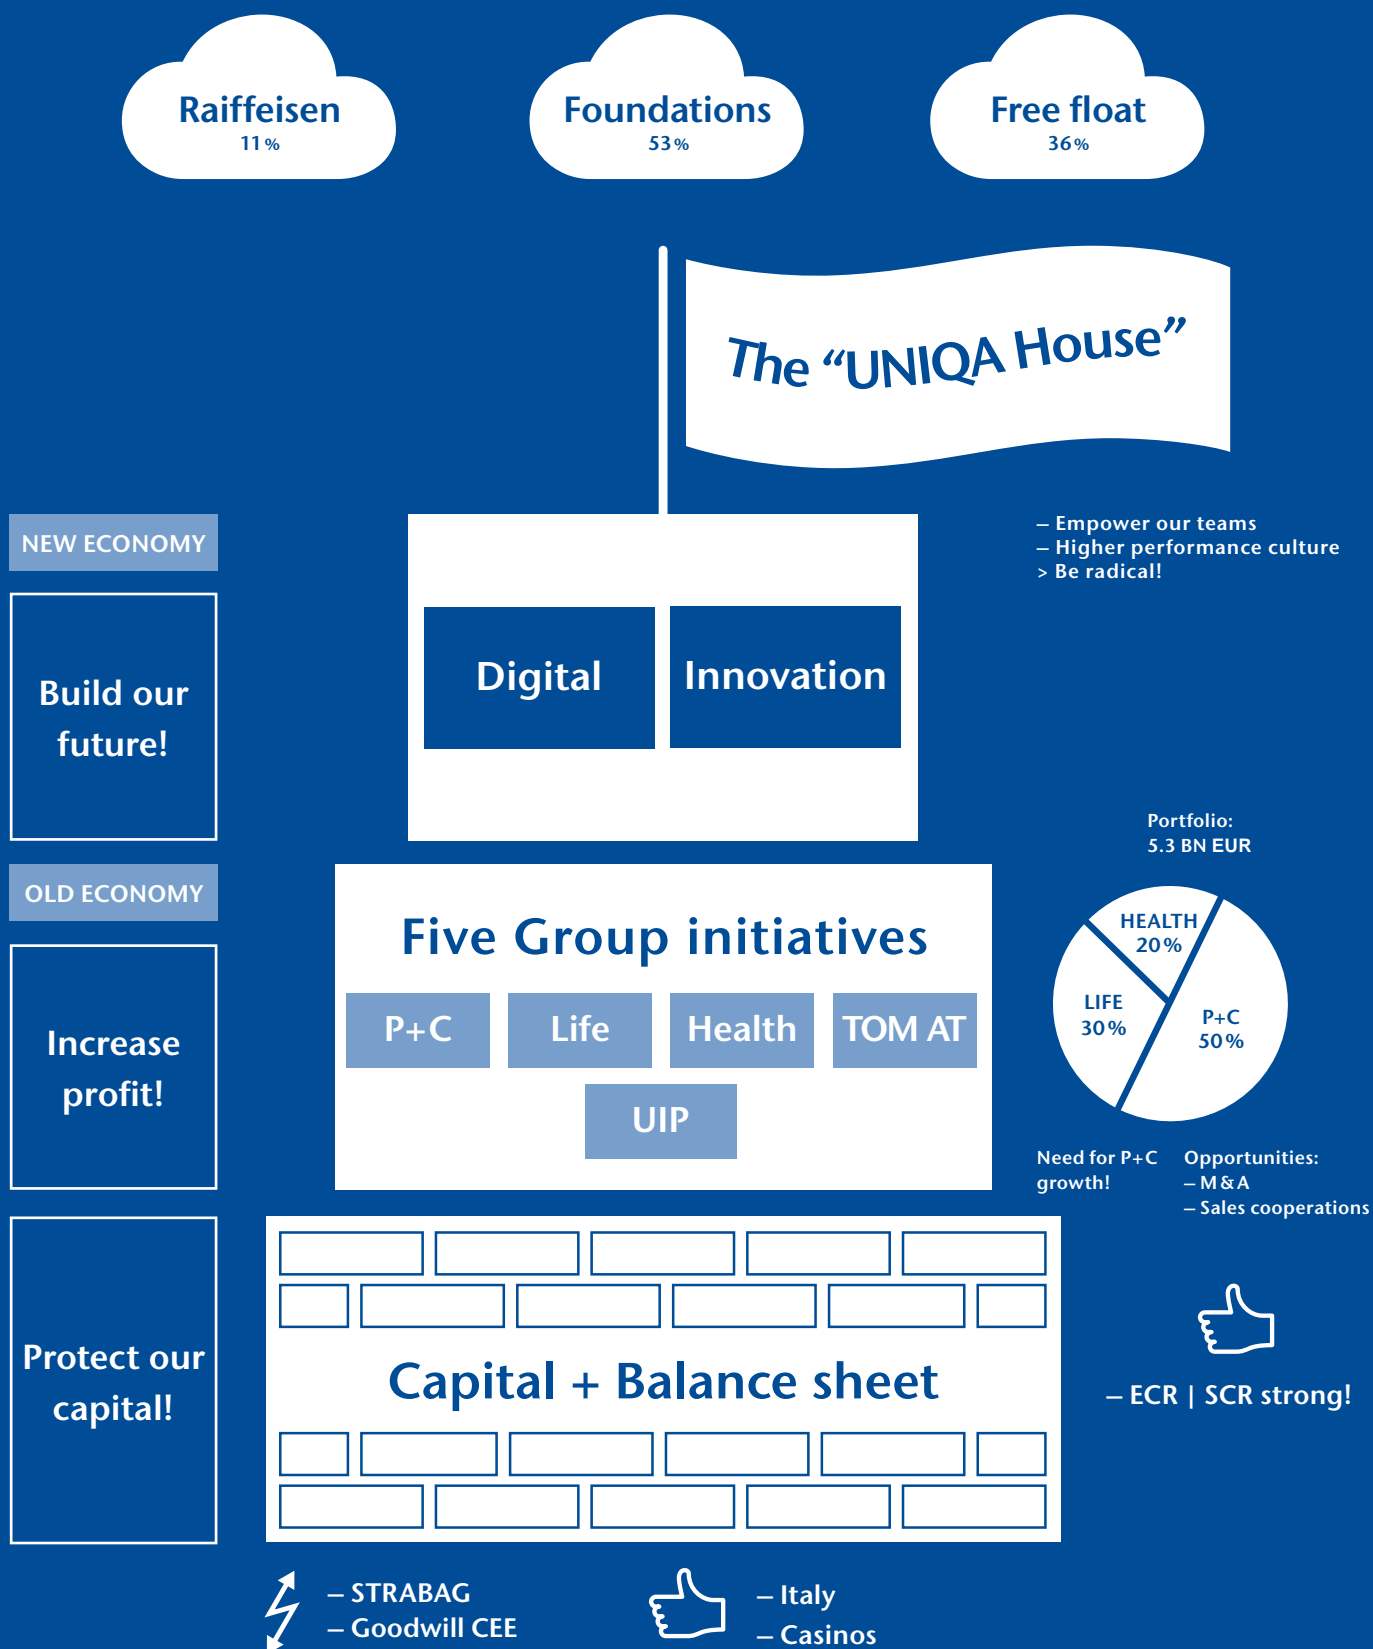 Raiffeisen
11 %
Foundations
53 %
Free float
36 %
The “UNIQA House”
NEW ECONOMY
– Empower our teams
– Higher performance culture
> Be radical!
Build our
future!
Digital
Innovation
Portfolio:
5.3 BN EUR
OLD ECONOMY
Five Group initiatives
HEALTH
20 %
LIFE
30 %
P+C
50 %
Increase
profit!
P+C
Life
Health
TOM AT
UIP
Need for P+C
growth!
Opportunities:
– M & A
– Sales cooperations
Protect our
capital!
Capital + Balance sheet
– ECR | SCR strong!
– STRABAG
– Goodwill CEE
– Italy
– Casinos